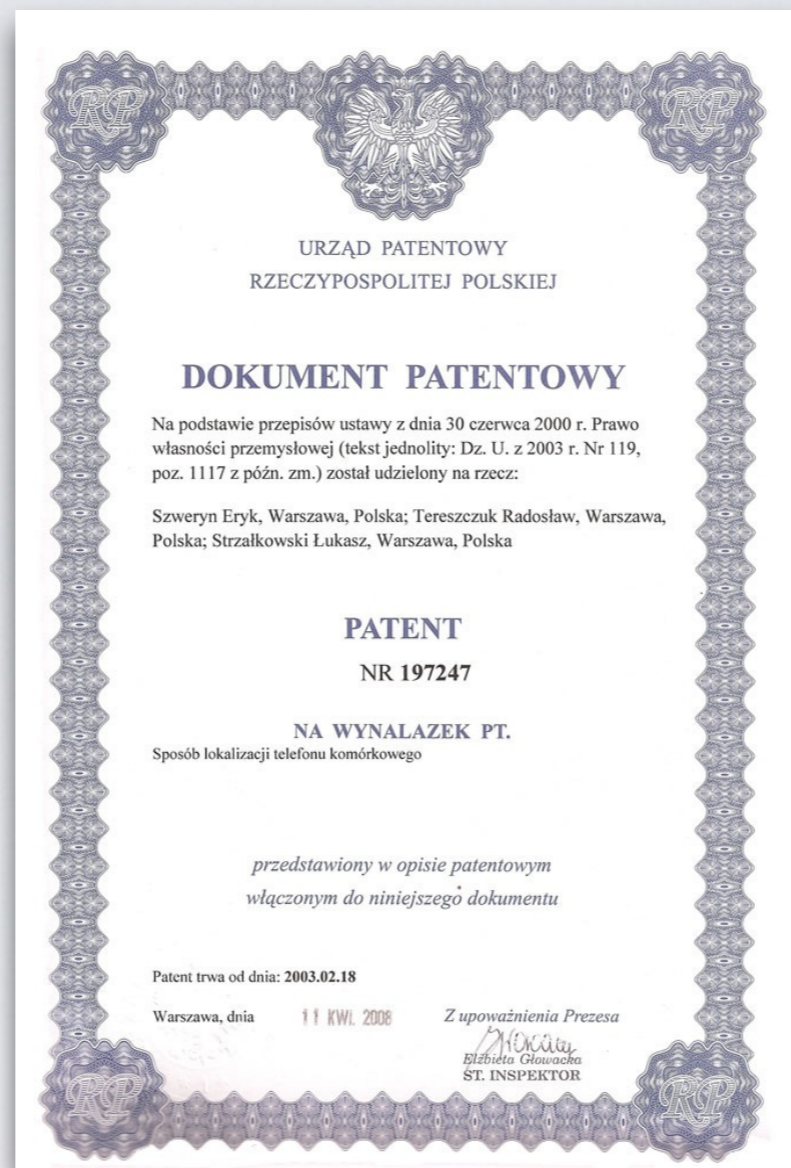 RP
RP
URZĄD PATENTOWY
RZECZYPOSPOLITEJ POLSKIEJ
DOKUMENT PATENTOWY
Na podstawie przepisów ustawy z dnia 30 czerwca 2000 r. Prawo
własności przemysłowej (tekst jednolity: Dz. U. z 2003 r. Nr 119,
poz. 1117 z późn. zm.) został udzielony na rzecz:
Szweryn Eryk, Warszawa, Polska; Tereszczuk Radosław, Warszawa,
Polska; Strzałkowski Łukasz, Warszawa, Polska
PATENT
NR 197247
NA WYNALAZEK PT.
Sposób lokalizacji telefonu komórkowego
przedstawiony w opisie patentowym
włączonym do niniejszego dokumentu
Patent trwa od dnia: 2003.02.18
Warszawa, dnia 11 KWI. 2008 Z upoważnienia Prezesa
Elżbieta Głowacka
ST. INSPEKTOR
RP
RP